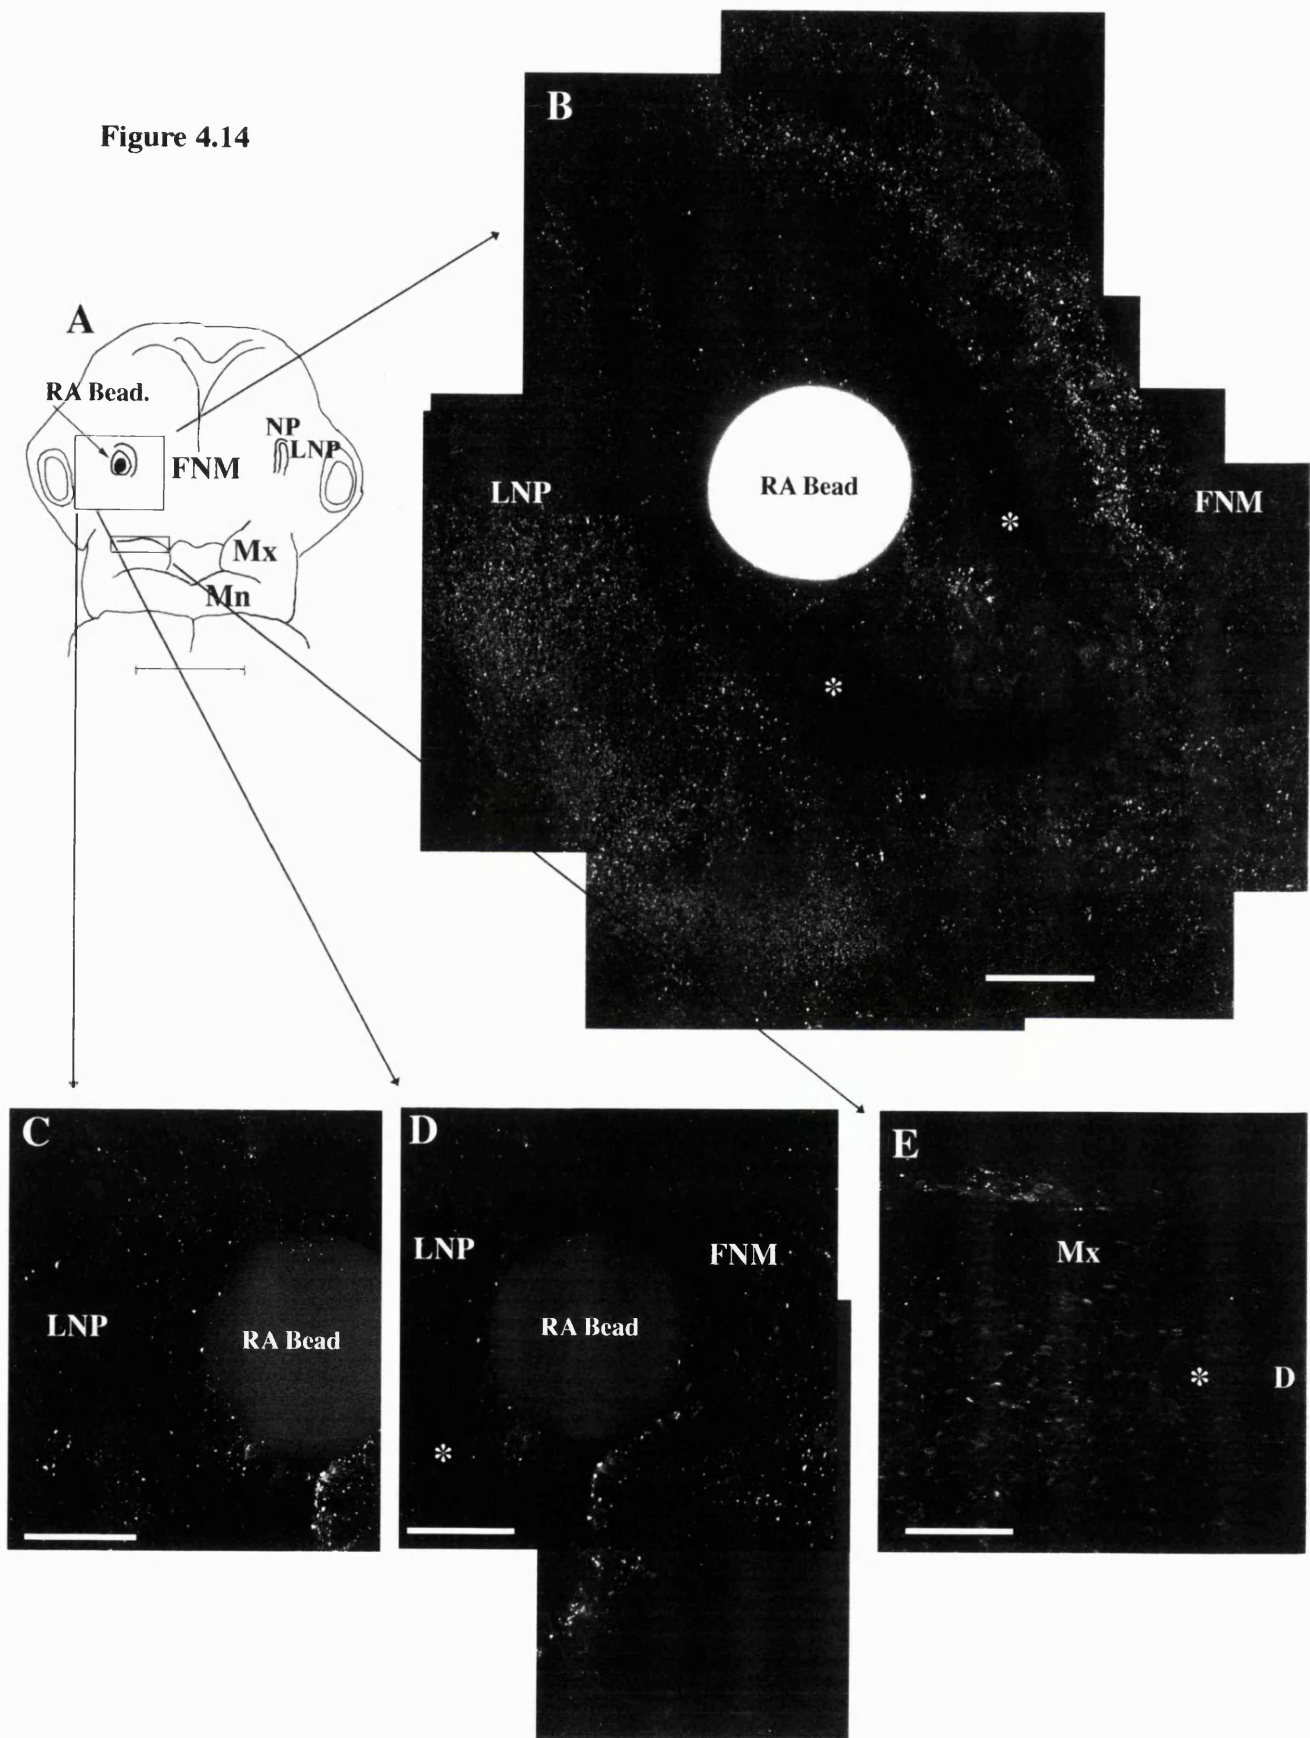 Figure 4.14
A
RA Bead.
NP
LNP
FNM
Mx
Mn
B
LNP
RA Bead
*
FNM
*
C
LNP
RA Bead
D
LNP
FNM
RA Bead
*
E
Mx
*
D